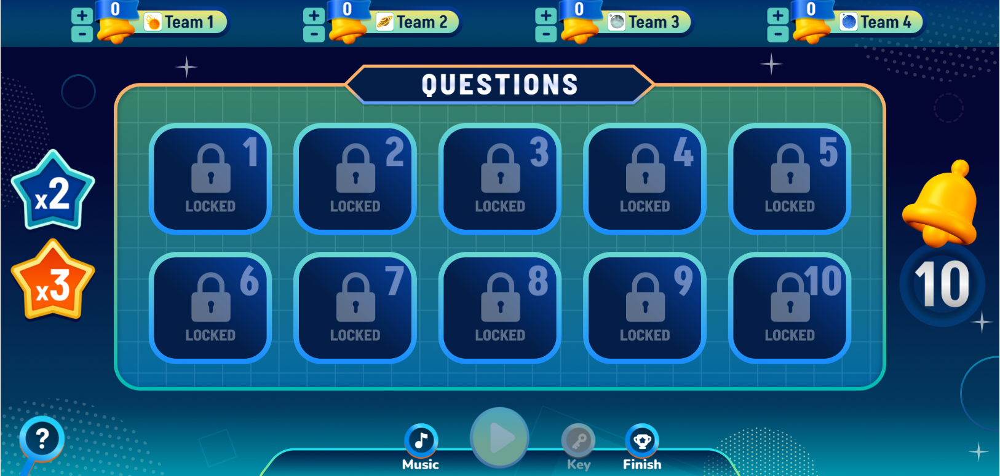 0 0 0 0
+ + + +
Team 1 Team 2 Team 3 Team 4
- - - -
QUESTIONS
1 2 3 4 5
LOCKED LOCKED LOCKED LOCKED LOCKED
x2
x3
6 7 8 9 10
LOCKED LOCKED LOCKED LOCKED LOCKED
10
?
Music Key Finish